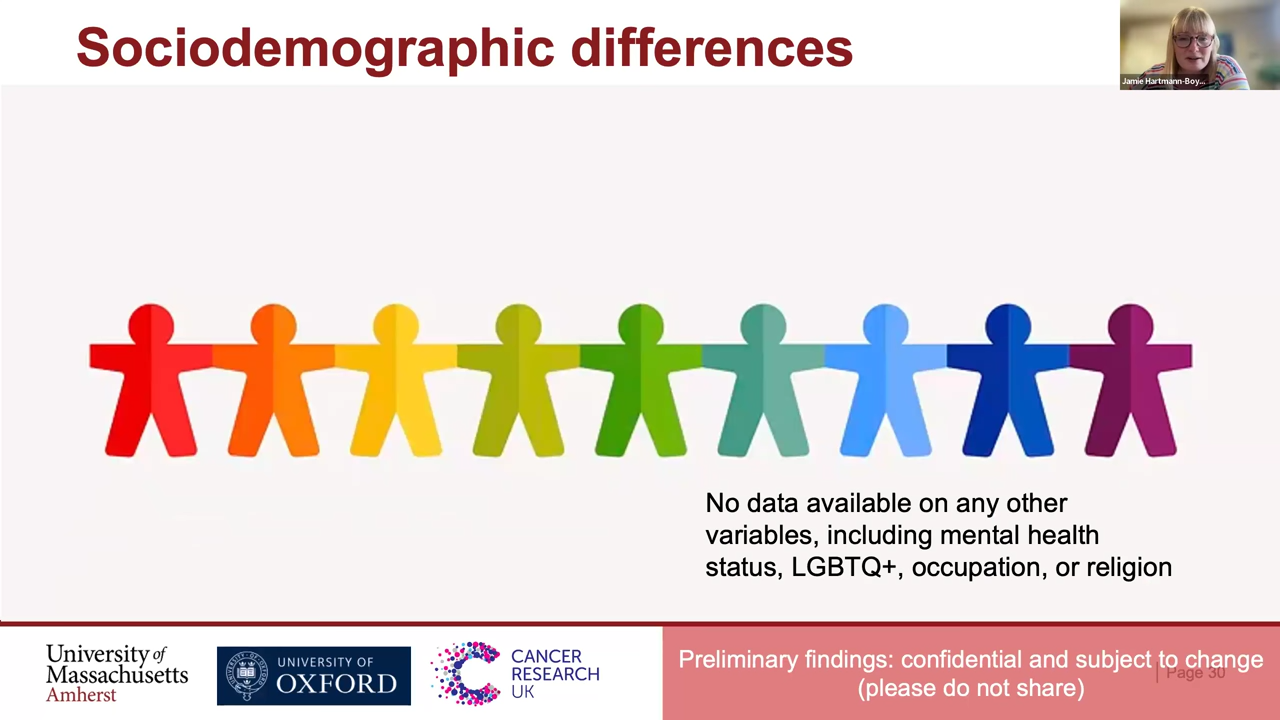 Sociodemographic differences
Jamie Hartmann-Boy...
No data available on any other
variables, including mental health
status, LGBTQ+, occupation, or religion
University of
Massachusetts
Amherst
UNIVERSITY OF
OXFORD
CANCER
RESEARCH
UK
Preliminary findings: confidential and subject to change
(please do not share)
Page 30